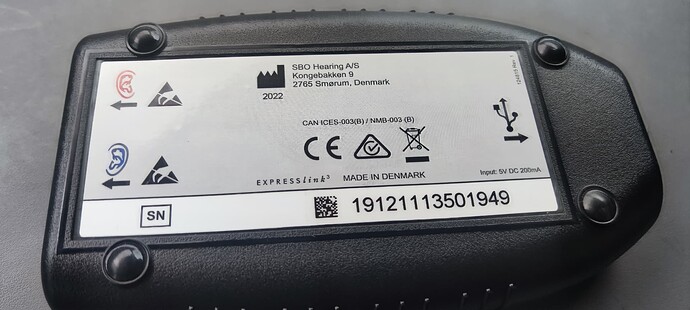 SBO Hearing A/S
Kongebakken 9
2765 Smørum, Denmark
2022
CAN ICES-003(B) / NMB-003 (B)
CE
EXPRESSlink³ MADE IN DENMARK
Input: 5V DC 200mA
SN
19121113501949